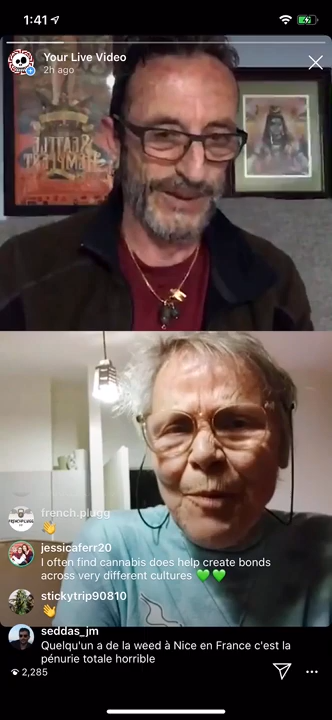 1:41
Your Live Video
2h ago
SEATTLE
HEMPFEST
french.plugg
👋
jessicaferr20
I often find cannabis does help create bonds
across very different cultures 💚💚
stickytrip90810
👋
seddas_jm
Quelqu'un a de la weed à Nice en France c'est la
pénurie totale horrible
2,285